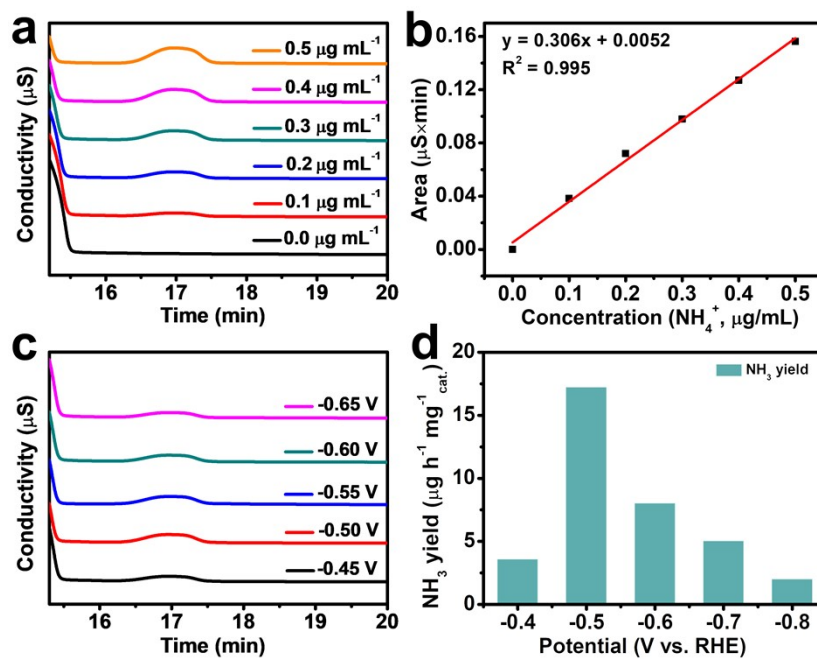 a
Conductivity (μS)
0.5 μg mL⁻¹
0.4 μg mL⁻¹
0.3 μg mL⁻¹
0.2 μg mL⁻¹
0.1 μg mL⁻¹
0.0 μg mL⁻¹
16 17 18 19 20
Time (min)
b
Area (μS×min)
0.16
0.12
0.08
0.04
0.00
y = 0.306x + 0.0052
R² = 0.995
0.0 0.1 0.2 0.3 0.4 0.5
Concentration (NH₄⁺, μg/mL)
c
Conductivity (μS)
-0.65 V
-0.60 V
-0.55 V
-0.50 V
-0.45 V
16 17 18 19 20
Time (min)
d
NH₃ yield (μg h⁻¹ mg⁻¹cat.)
20
15
10
5
0
NH₃ yield
-0.4 -0.5 -0.6 -0.7 -0.8
Potential (V vs. RHE)